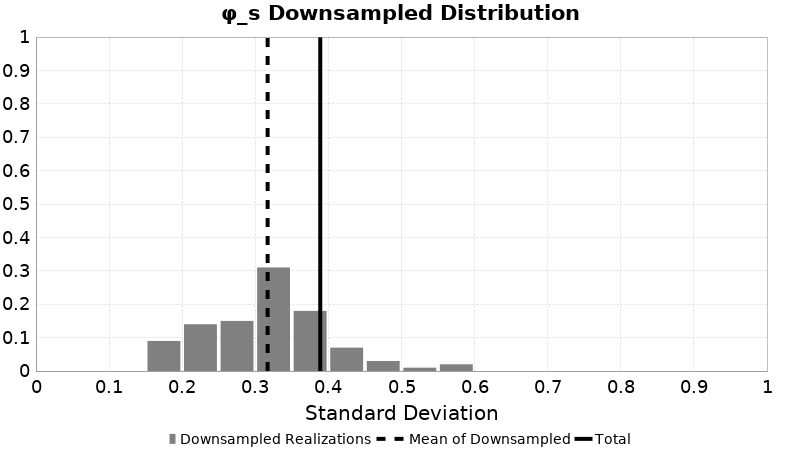 φ_s Downsampled Distribution
1
0.9
0.8
0.7
0.6
0.5
0.4
0.3
0.2
0.1
0
0 0.1 0.2 0.3 0.4 0.5 0.6 0.7 0.8 0.9 1
Standard Deviation
Downsampled Realizations Mean of Downsampled Total